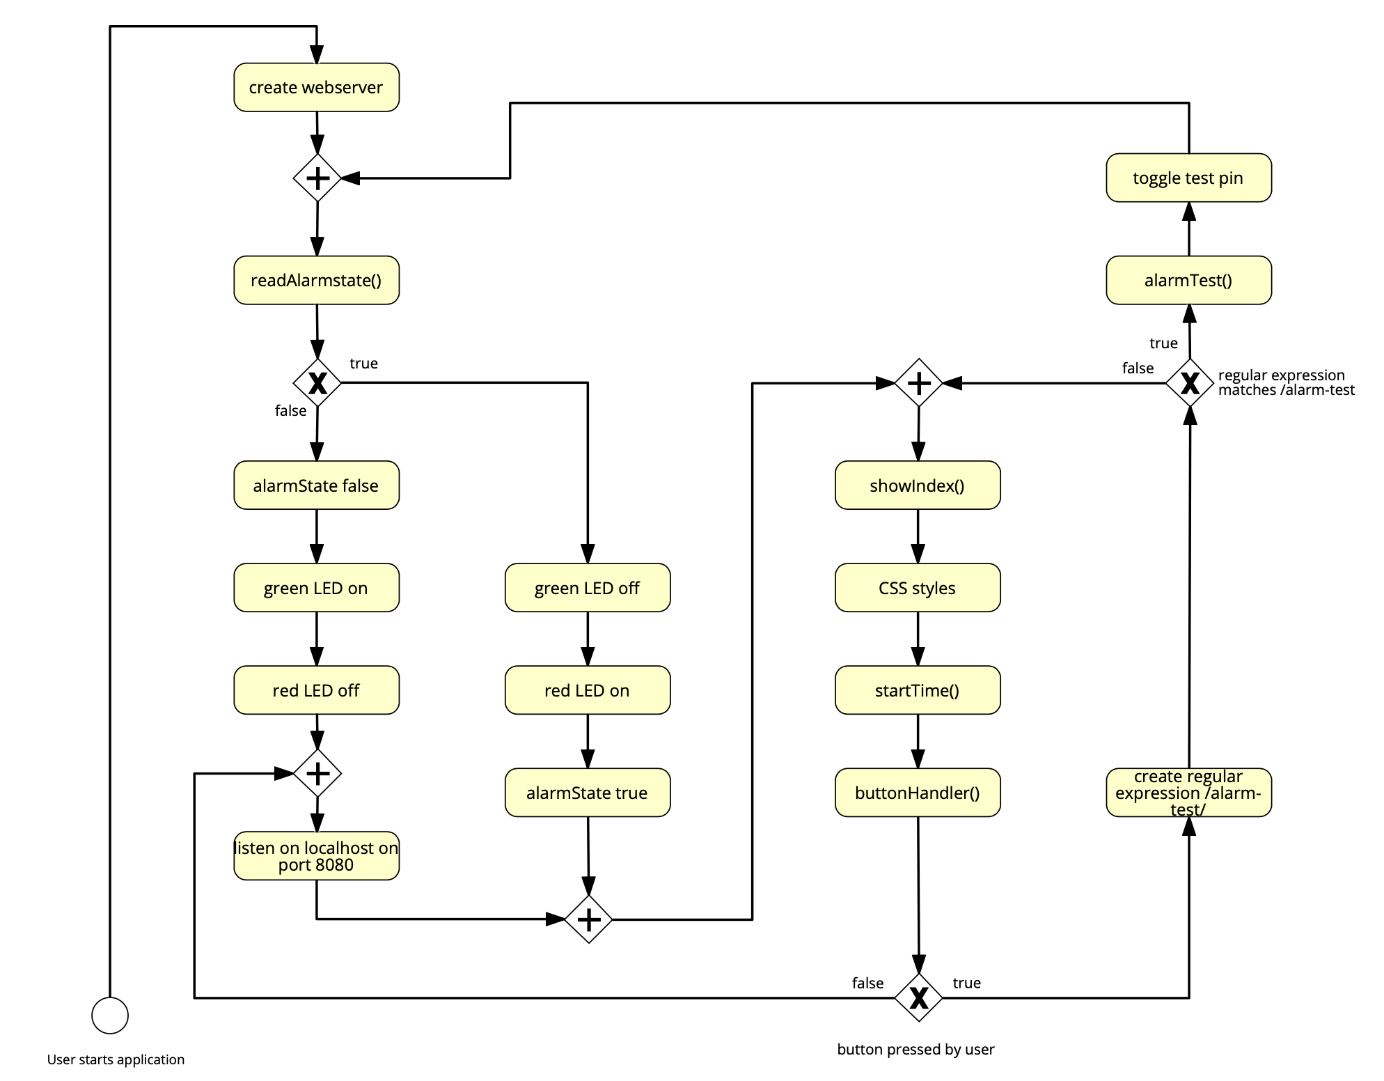 create webserver
toggle test pin
readAlarmstate()
alarmTest()
true
true
false
regular expression
matches /alarm-test
false
alarmState false
showIndex()
green LED on
green LED off
CSS styles
red LED off
red LED on
startTime()
alarmState true
buttonHandler()
create regular
expression /alarm-
test/
listen on localhost on
port 8080
false
true
button pressed by user
User starts application